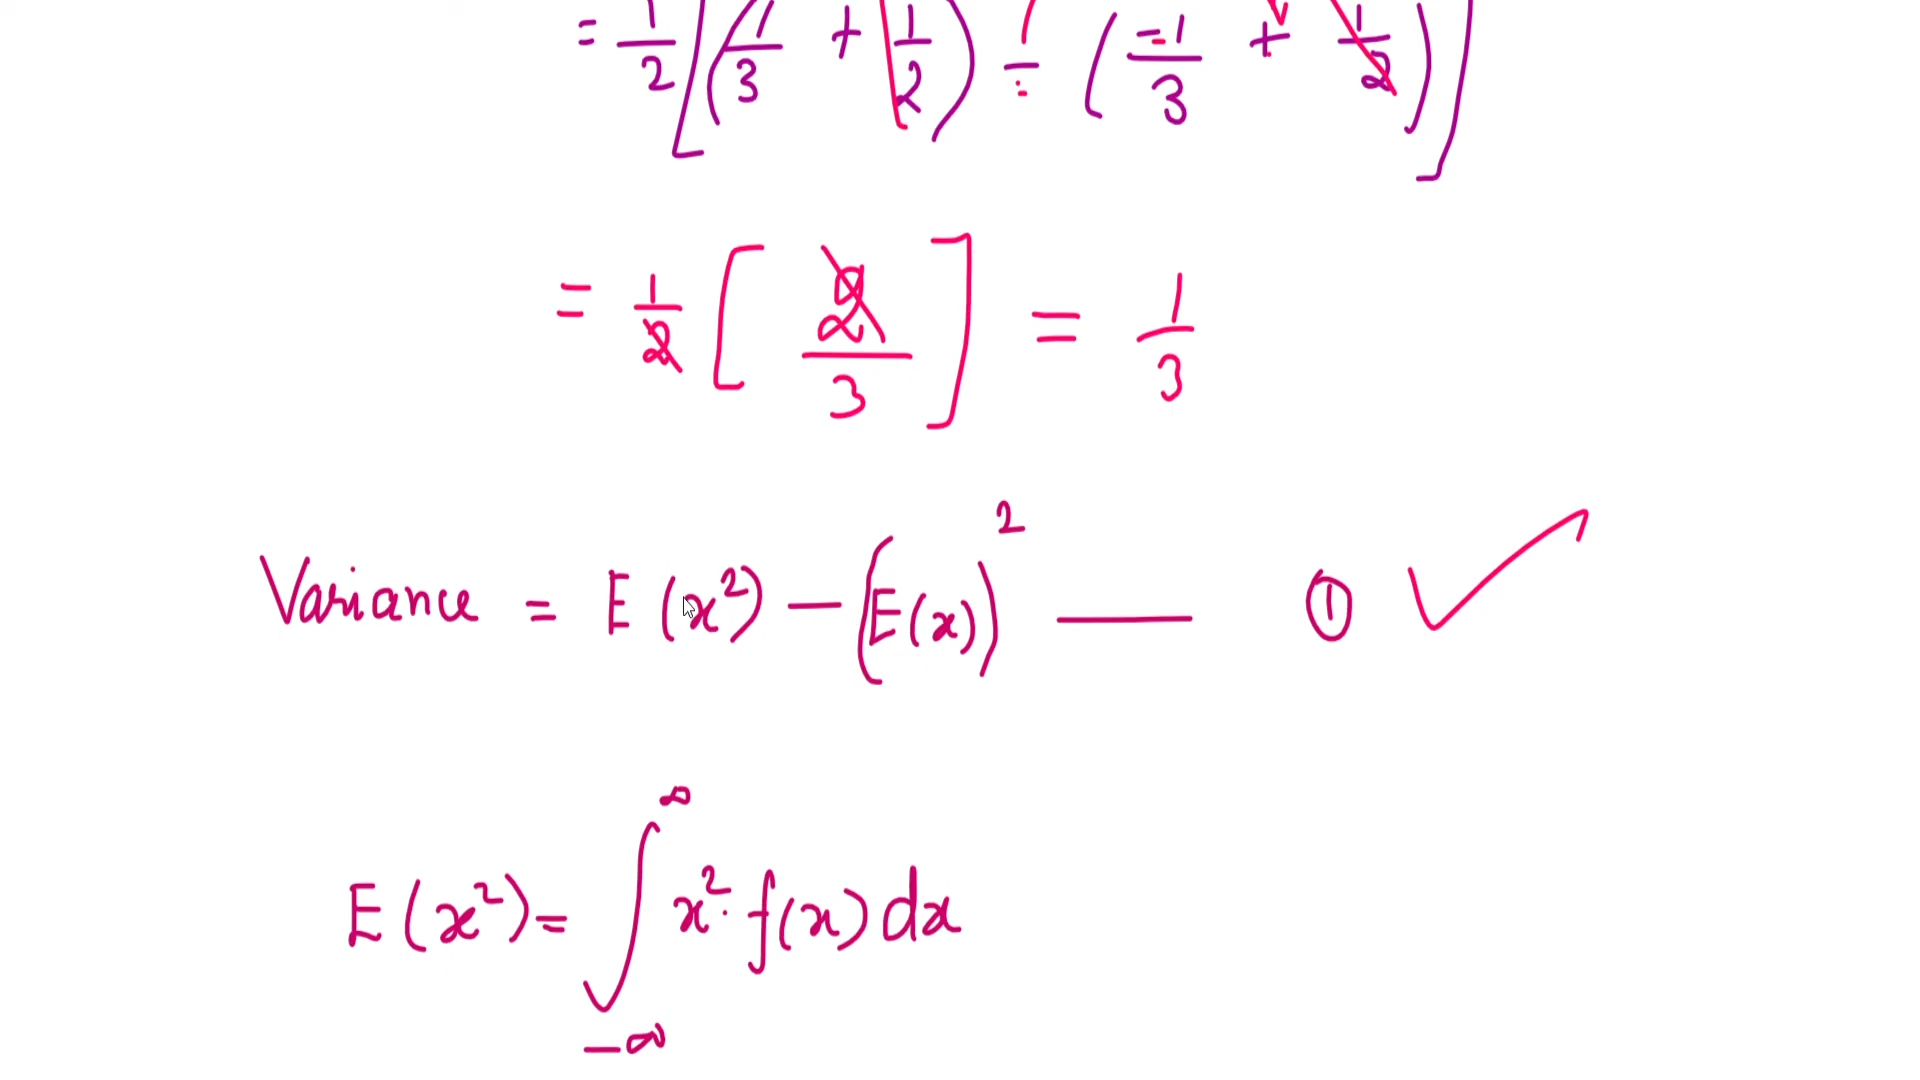 = 1/2 [(1/3 + 1/2) - (-1/3 + 1/2)]
= 1/2 [2/3] = 1/3
Variance = E(x²) — (E(x))² —— ①
E(x²) = ∫_{-∞}^{∞} x². f(x) dx